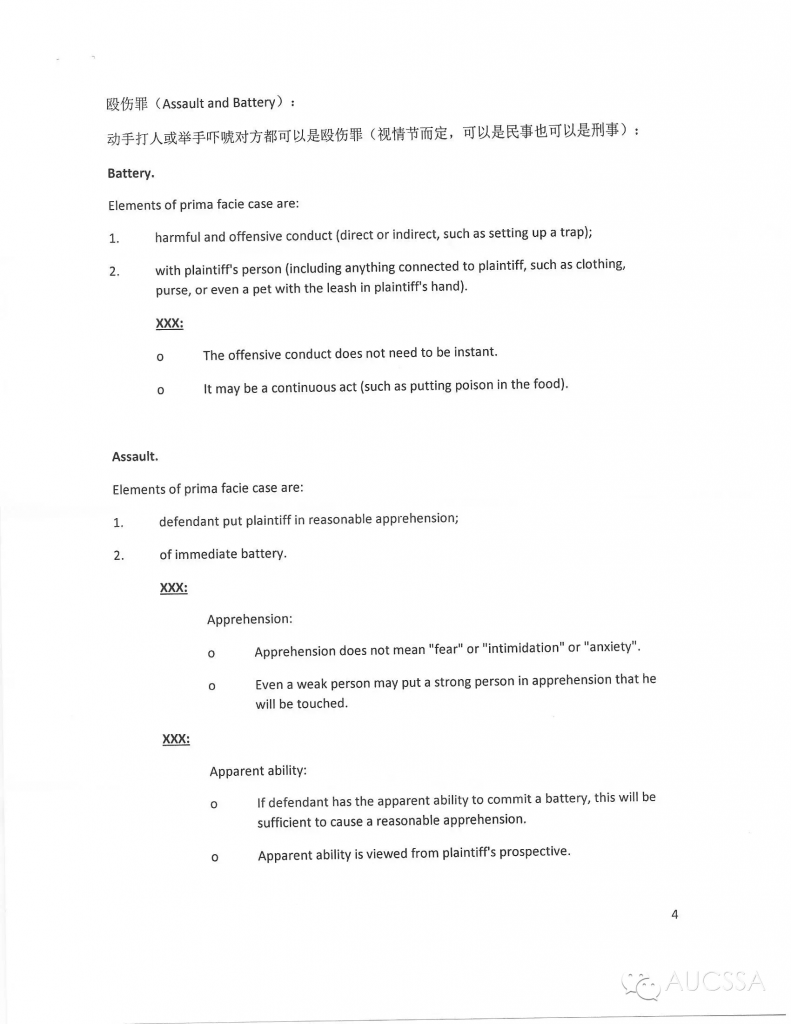 殴伤罪（Assault and Battery）:
动手打人或举手吓唬对方都可以是殴伤罪（视情节而定，可以是民事也可以是刑事）:
Battery.
Elements of prima facie case are:
1. harmful and offensive conduct (direct or indirect, such as setting up a trap);
2. with plaintiff's person (including anything connected to plaintiff, such as clothing,
purse, or even a pet with the leash in plaintiff's hand).
XXX:
o The offensive conduct does not need to be instant.
o It may be a continuous act (such as putting poison in the food).
Assault.
Elements of prima facie case are:
1. defendant put plaintiff in reasonable apprehension;
2. of immediate battery.
XXX:
Apprehension:
o Apprehension does not mean "fear" or "intimidation" or "anxiety".
o Even a weak person may put a strong person in apprehension that he
will be touched.
XXX:
Apparent ability:
o If defendant has the apparent ability to commit a battery, this will be
sufficient to cause a reasonable apprehension.
o Apparent ability is viewed from plaintiff's prospective.
4
AUCSSA